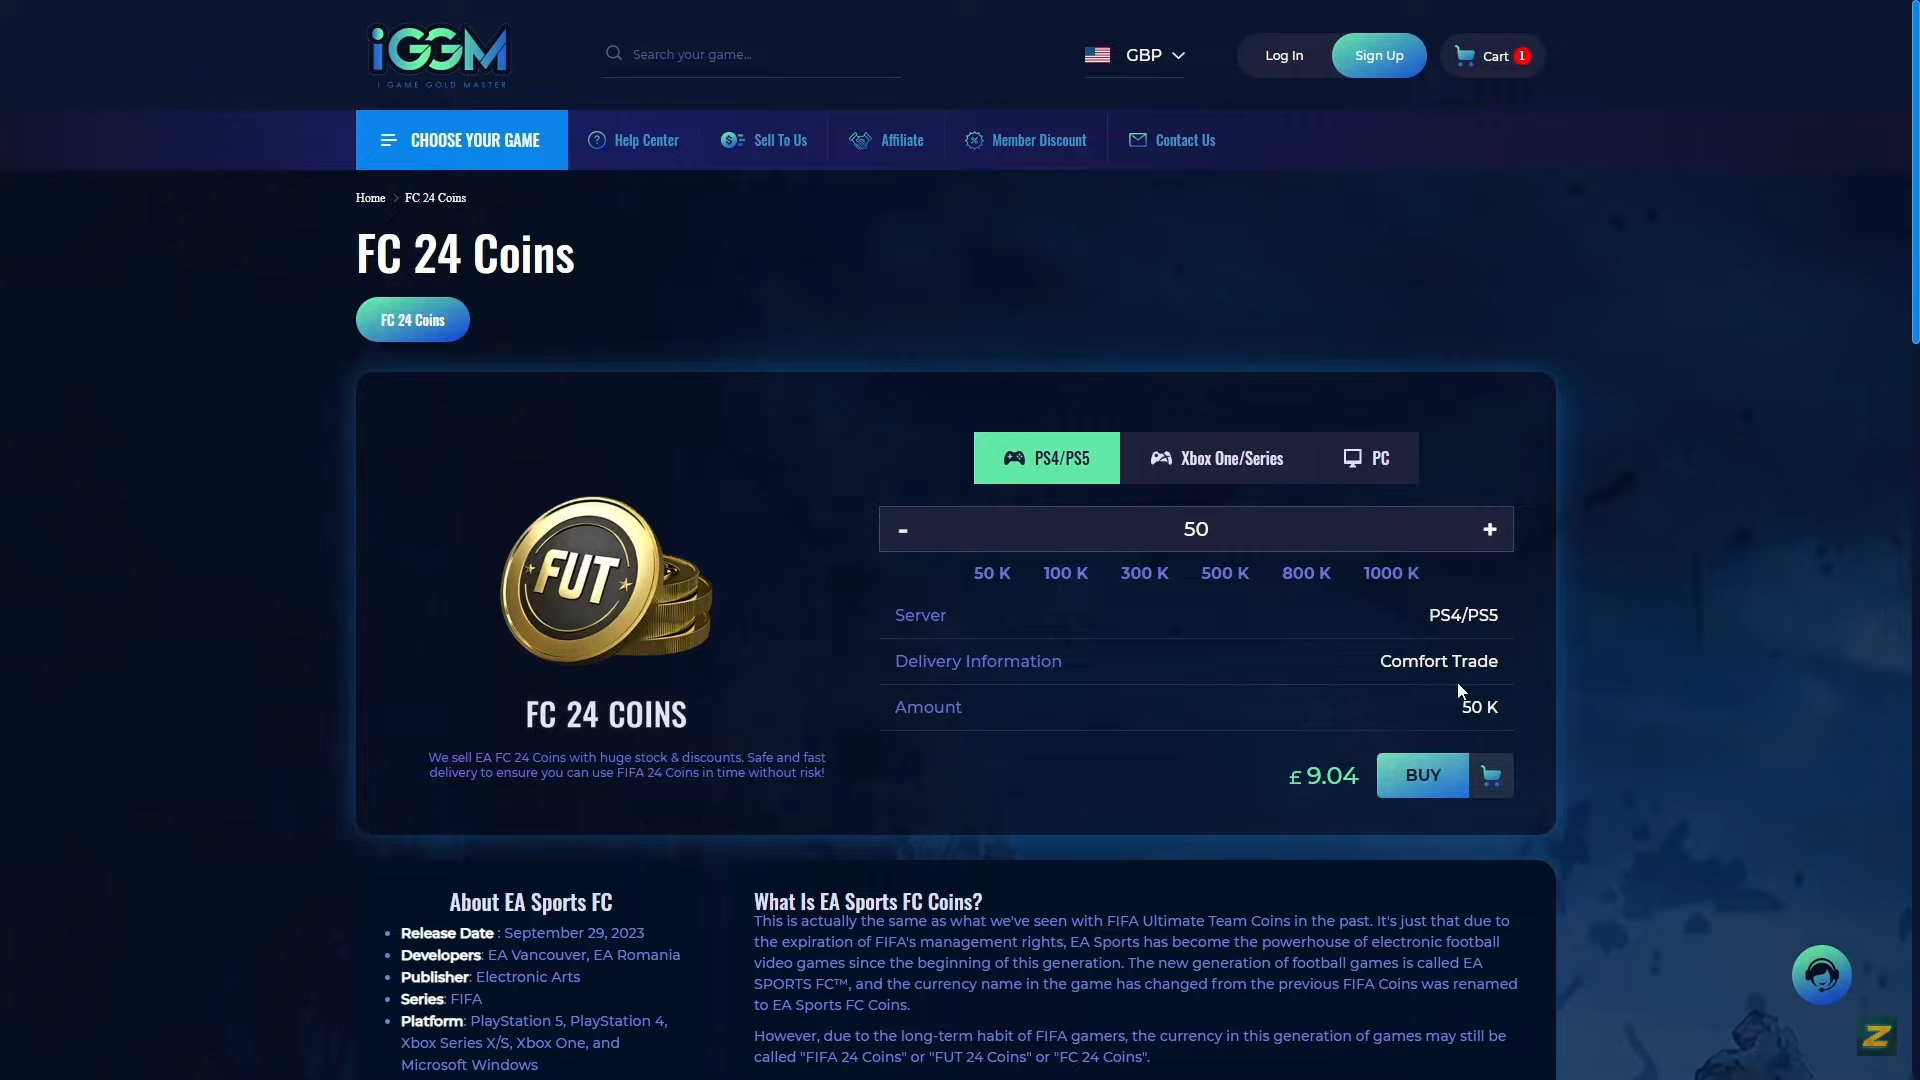 iGGM
I GAME GOLD MASTER
Search your game...
GBP
Log In
Sign Up
Cart 1
CHOOSE YOUR GAME
Help Center
Sell To Us
Affiliate
Member Discount
Contact Us
Home > FC 24 Coins
FC 24 Coins
FC 24 Coins
PS4/PS5
Xbox One/Series
PC
- 50 +
50 K 100 K 300 K 500 K 800 K 1000 K
Server PS4/PS5
Delivery Information Comfort Trade
Amount 50 K
£ 9.04 BUY
FUT
FC 24 COINS
We sell EA FC 24 Coins with huge stock & discounts. Safe and fast
delivery to ensure you can use FIFA 24 Coins in time without risk!
About EA Sports FC
Release Date : September 29, 2023
Developers: EA Vancouver, EA Romania
Publisher: Electronic Arts
Series: FIFA
Platform: PlayStation 5, PlayStation 4,
Xbox Series X/S, Xbox One, and
Microsoft Windows
What Is EA Sports FC Coins?
This is actually the same as what we've seen with FIFA Ultimate Team Coins in the past. It's just that due to
the expiration of FIFA's management rights, EA Sports has become the powerhouse of electronic football
video games since the beginning of this generation. The new generation of football games is called EA
SPORTS FC™, and the currency name in the game has changed from the previous FIFA Coins was renamed
to EA Sports FC Coins.
However, due to the long-term habit of FIFA gamers, the currency in this generation of games may still be
called "FIFA 24 Coins" or "FUT 24 Coins" or "FC 24 Coins".
Z